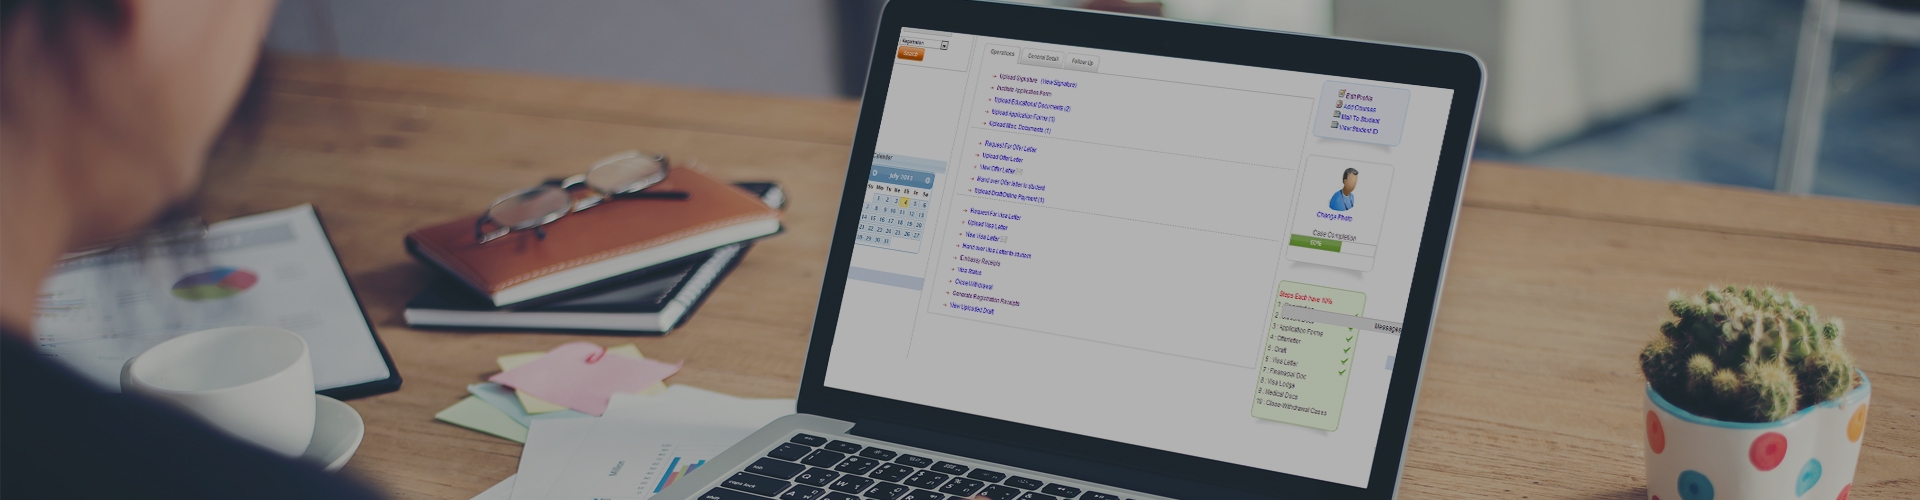 Registration
Search
Calendar
July 2013
Su Mo Tu We Th Fr Sa
1 2 3 4 5 6
7 8 9 10 11 12 13
14 15 16 17 18 19 20
21 22 23 24 25 26 27
28 29 30 31
Operations
General Detail
Follow Up
Upload Signature (View Signature)
Application Form
Upload Educational Documents (2)
Upload Application Forms (1)
Upload Misc. Documents (1)
Request For Offer Letter
Upload Offer Letter
View Offer Letter
Hand over Offer letter to student
Upload Draft/Online Payment (1)
Request For Visa Letter
Upload Visa Letter
View Visa Letter
Hand over Visa Letter to student
Embassy Receipts
Visa Status
Close/Withdrawal
Generate Registration Receipts
View Uploaded Draft
Edit Profile
Add Courses
Mail To Student
View Student ID
Change Photo
Case Completion
60%
Steps Each have 10%
3 : Application Forms
4 : Offerletter
5 : Draft
6 : Visa Letter
7 : Finanacial Doc
8 : Visa Lodge
9 : Medical Docs
10 : Close-Withdrawal Cases
Messages
Million
tab
caps lock
shift
Q W E R
A